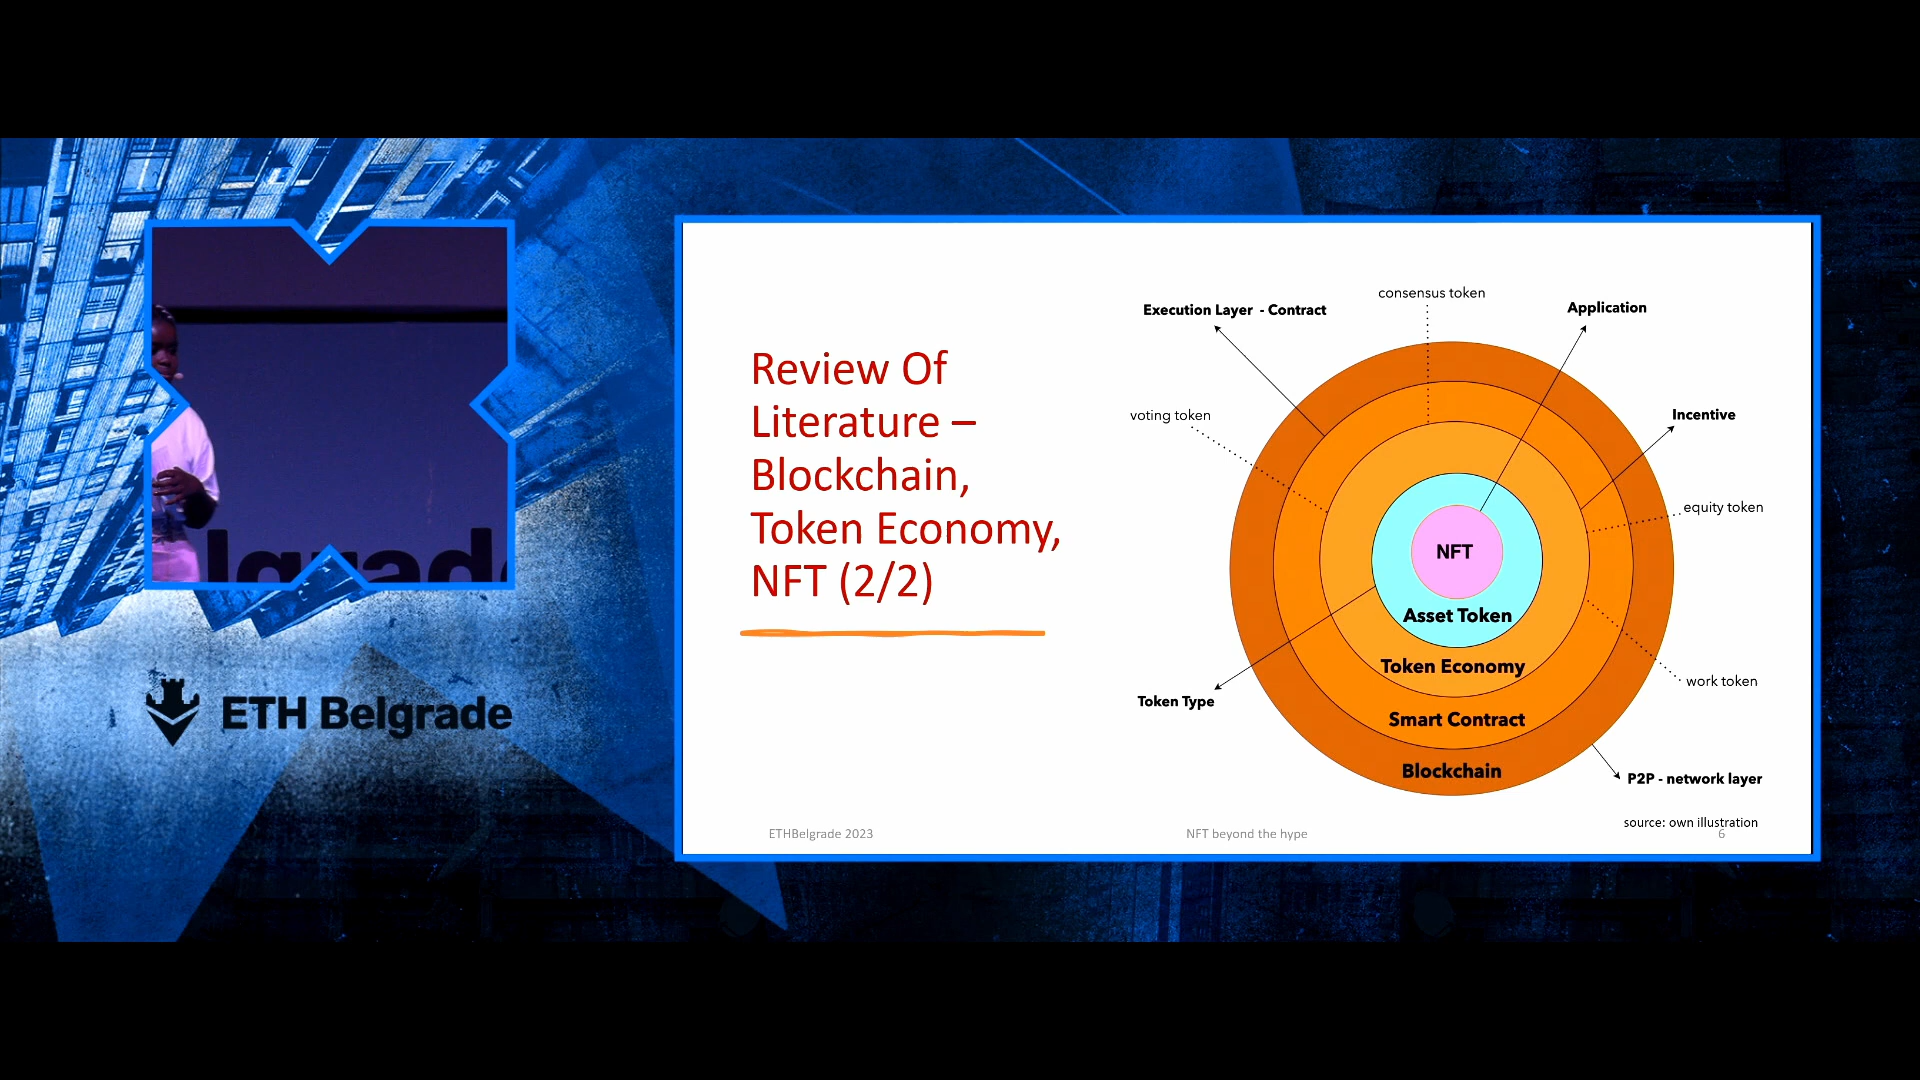 Review Of
Literature –
Blockchain,
Token Economy,
NFT (2/2)
Execution Layer - Contract
consensus token
Application
voting token
Incentive
equity token
NFT
Asset Token
Token Economy
work token
Token Type
Smart Contract
Blockchain
P2P - network layer
source: own illustration
ETHBelgrade 2023
NFT beyond the hype
6
ETH Belgrade
lgrade